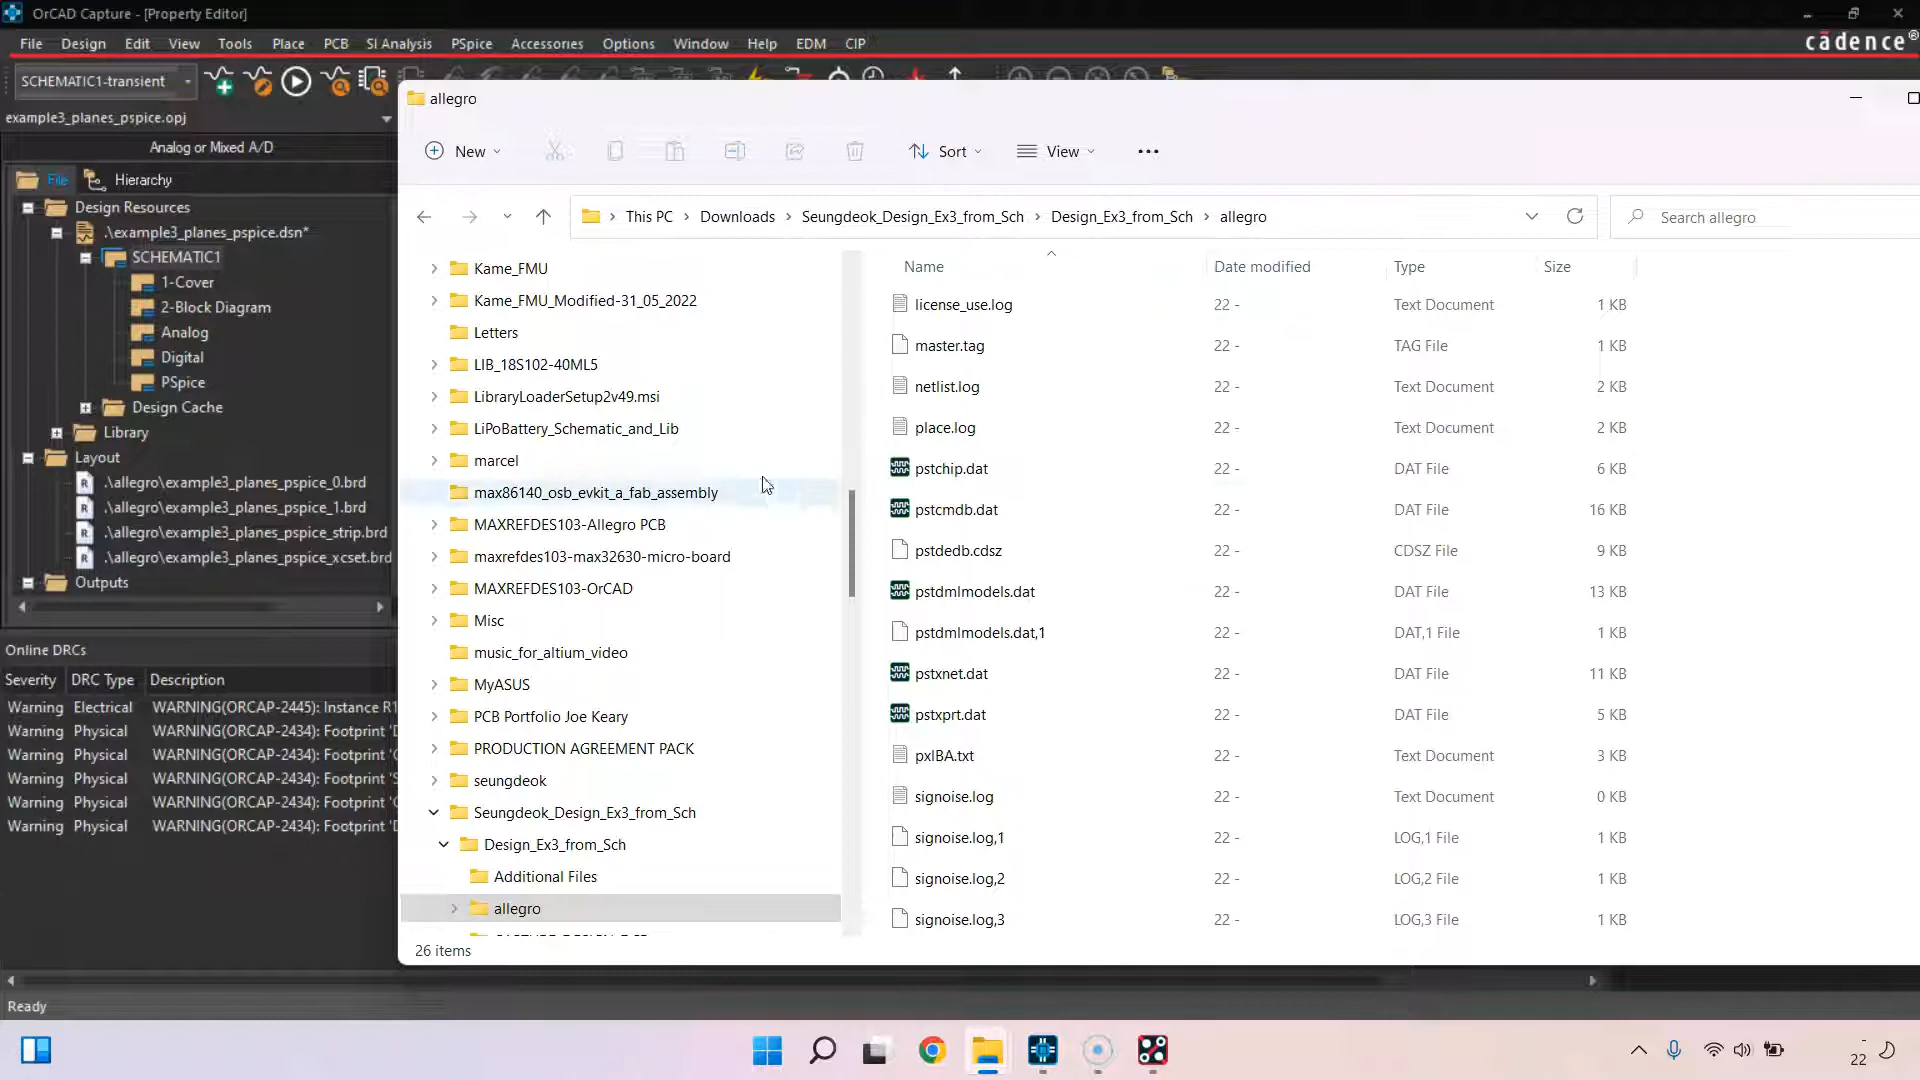 OrCAD Capture - [Property Editor]
File Design Edit View Tools Place PCB SI Analysis PSpice Accessories Options Window Help EDM CIP
cādence®
SCHEMATIC1-transient
example3_planes_pspice.opj
Analog or Mixed A/D
File Hierarchy
Design Resources
.\example3_planes_pspice.dsn*
SCHEMATIC1
1-Cover
2-Block Diagram
Analog
Digital
PSpice
Design Cache
Library
Layout
.\allegro\example3_planes_pspice_0.brd
.\allegro\example3_planes_pspice_1.brd
.\allegro\example3_planes_pspice_strip.brd
.\allegro\example3_planes_pspice_xcset.brd
Outputs
Online DRCs
Severity DRC Type Description
Warning Electrical WARNING(ORCAP-2445): Instance R1
Warning Physical WARNING(ORCAP-2434): Footprint
Warning Physical WARNING(ORCAP-2434): Footprint
Warning Physical WARNING(ORCAP-2434): Footprint
Warning Physical WARNING(ORCAP-2434): Footprint
Warning Physical WARNING(ORCAP-2434): Footprint
Ready
allegro
New Sort View
This PC > Downloads > Seungdeok_Design_Ex3_from_Sch > Design_Ex3_from_Sch > allegro
Search allegro
Kame_FMU
Kame_FMU_Modified-31_05_2022
Letters
LIB_18S102-40ML5
LibraryLoaderSetup2v49.msi
LiPoBattery_Schematic_and_Lib
marcel
max86140_osb_evkit_a_fab_assembly
MAXREFDES103-Allegro PCB
maxrefdes103-max32630-micro-board
MAXREFDES103-OrCAD
Misc
music_for_altium_video
MyASUS
PCB Portfolio Joe Keary
PRODUCTION AGREEMENT PACK
seungdeok
Seungdeok_Design_Ex3_from_Sch
Design_Ex3_from_Sch
Additional Files
allegro
Name Date modified Type Size
license_use.log 22 - Text Document 1 KB
master.tag 22 - TAG File 1 KB
netlist.log 22 - Text Document 2 KB
place.log 22 - Text Document 2 KB
pstchip.dat 22 - DAT File 6 KB
pstcmdb.dat 22 - DAT File 16 KB
pstdedb.cdsz 22 - CDSZ File 9 KB
pstdmlmodels.dat 22 - DAT File 13 KB
pstdmlmodels.dat,1 22 - DAT,1 File 1 KB
pstxnet.dat 22 - DAT File 11 KB
pstxprt.dat 22 - DAT File 5 KB
pxlBA.txt 22 - Text Document 3 KB
signoise.log 22 - Text Document 0 KB
signoise.log,1 22 - LOG,1 File 1 KB
signoise.log,2 22 - LOG,2 File 1 KB
signoise.log,3 22 - LOG,3 File 1 KB
26 items
22